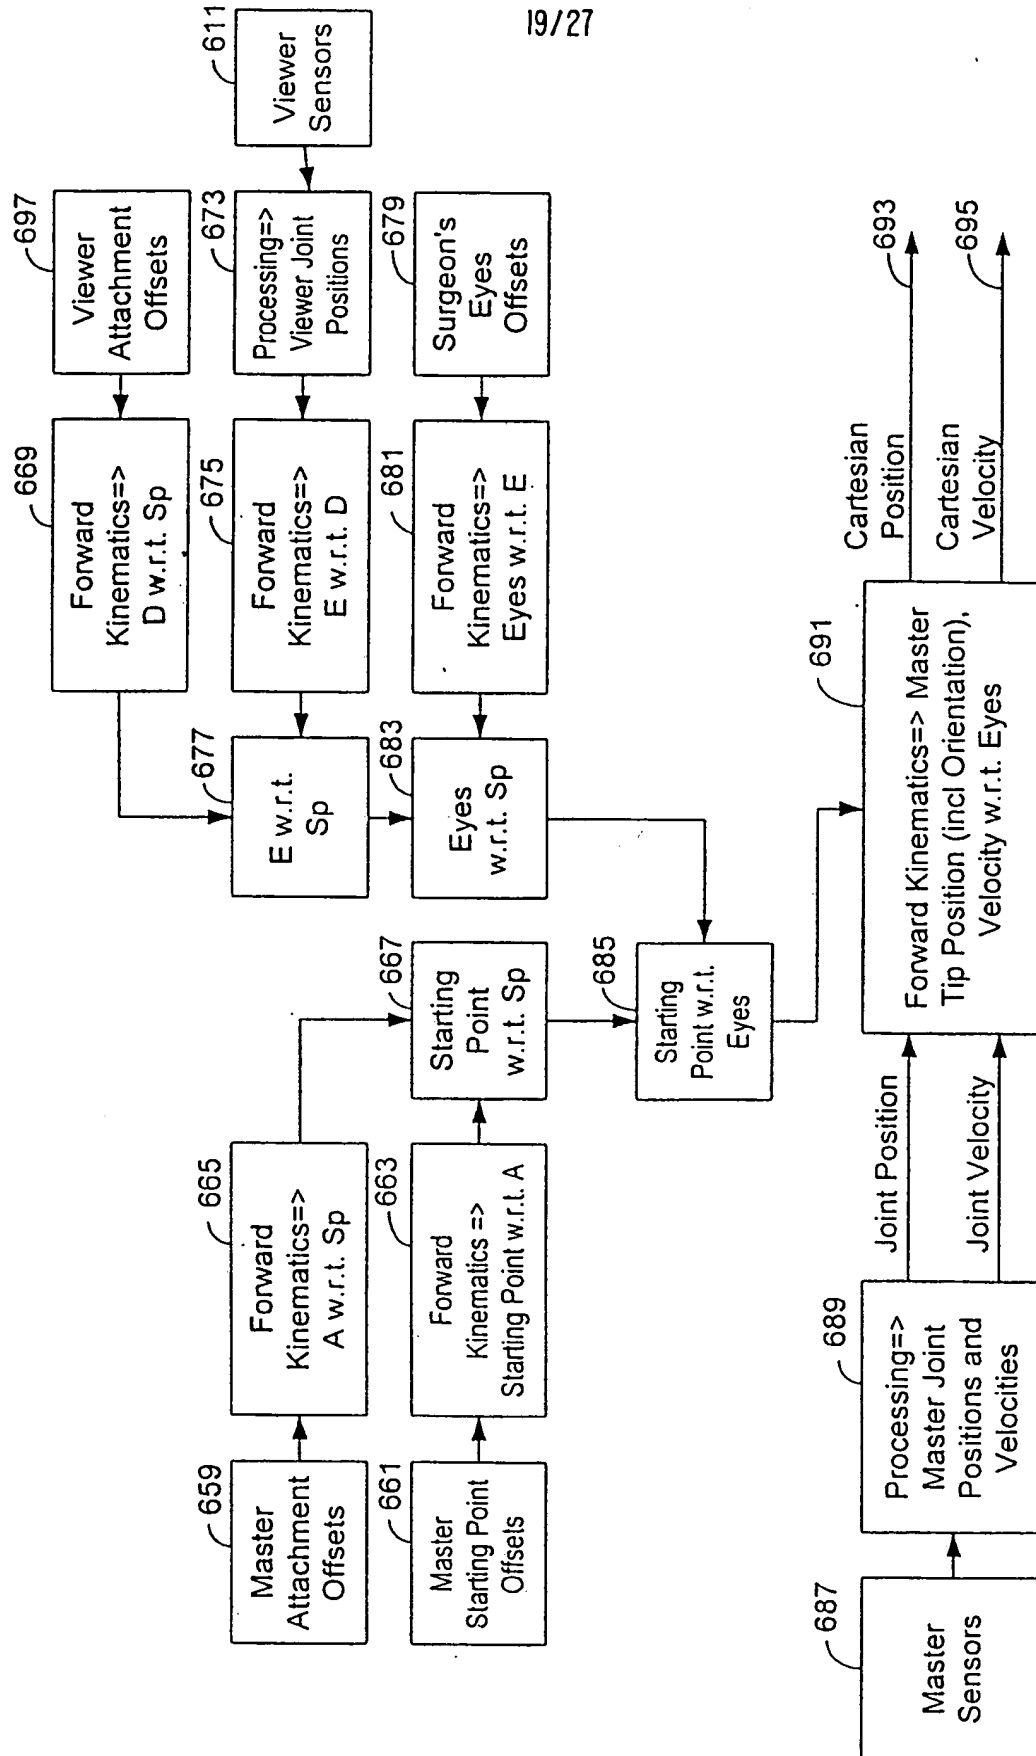 19/27
697
Viewer
Attachment
Offsets
669
Forward
Kinematics=>
D w.r.t. Sp
611
Viewer
Sensors
673
Processing=>
Viewer Joint
Positions
675
Forward
Kinematics=>
E w.r.t. D
677
E w.r.t.
Sp
679
Surgeon's
Eyes
Offsets
681
Forward
Kinematics=>
Eyes w.r.t. E
683
Eyes
w.r.t. Sp
659
Master
Attachment
Offsets
665
Forward
Kinematics=>
A w.r.t. Sp
661
Master
Starting Point
Offsets
663
Forward
Kinematics =>
Starting Point w.r.t. A
667
Starting
Point
w.r.t. Sp
685
Starting
Point w.r.t.
Eyes
687
Master
Sensors
689
Processing=>
Master Joint
Positions and
Velocities
Joint Position
Joint Velocity
691
Forward Kinematics=> Master
Tip Position (incl Orientation),
Velocity w.r.t. Eyes
Cartesian
Position
693
Cartesian
Velocity
695